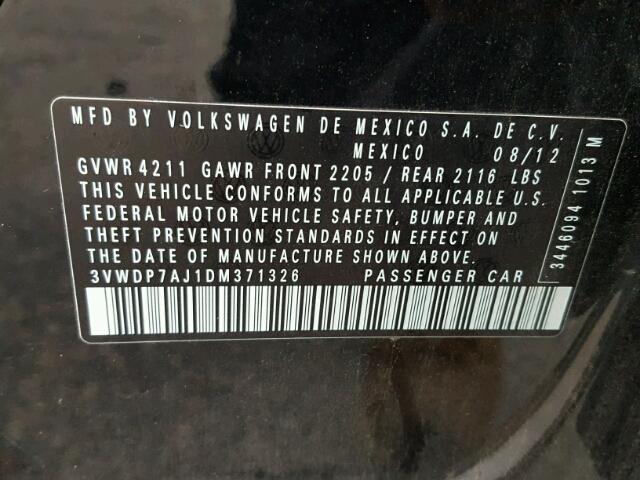 MFD BY VOLKSWAGEN DE MEXICO S.A. DE C.V.
MEXICO 08/12
GVWR 4211 GAWR FRONT 2205 / REAR 2116 LBS
THIS VEHICLE CONFORMS TO ALL APPLICABLE U.S.
FEDERAL MOTOR VEHICLE SAFETY, BUMPER AND
THEFT PREVENTION STANDARDS IN EFFECT ON
THE DATE OF MANUFACTURE SHOWN ABOVE.
3VWDP7AJ1DM371326 PASSENGER CAR
3446094 1013 M